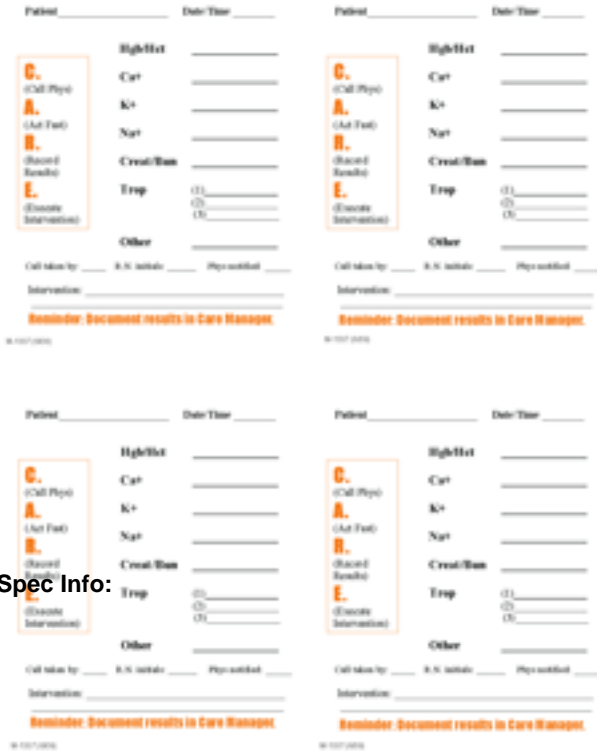 Patient Date/Time
Hgb/Hct
C.
(Call Phys)
Ca+
A.
(Act Fast)
K+
R.
(Record Results)
Na+
E.
(Execute Intervention)
Creat/Bun
Trop (1)
(2)
(3)
Other
Call taken by: R.N. initials: Phys notified:
Intervention:
Reminder: Document results in Care Manager.
Patient Date/Time
Hgb/Hct
C.
(Call Phys)
Ca+
A.
(Act Fast)
K+
R.
(Record Results)
Na+
E.
(Execute Intervention)
Creat/Bun
Trop (1)
(2)
(3)
Other
Call taken by: R.N. initials: Phys notified:
Intervention:
Reminder: Document results in Care Manager.
Patient Date/Time
Hgb/Hct
C.
(Call Phys)
Ca+
A.
(Act Fast)
K+
R.
(Record
Na+
Creat/Bun
Spec Info:
E.
(Execute Intervention)
Trop (1)
(2)
(3)
Other
Call taken by: R.N. initials: Phys notified:
Intervention:
Reminder: Document results in Care Manager.
Patient Date/Time
Hgb/Hct
C.
(Call Phys)
Ca+
A.
(Act Fast)
K+
R.
(Record Results)
Na+
E.
(Execute Intervention)
Creat/Bun
Trop (1)
(2)
(3)
Other
Call taken by: R.N. initials: Phys notified:
Intervention:
Reminder: Document results in Care Manager.